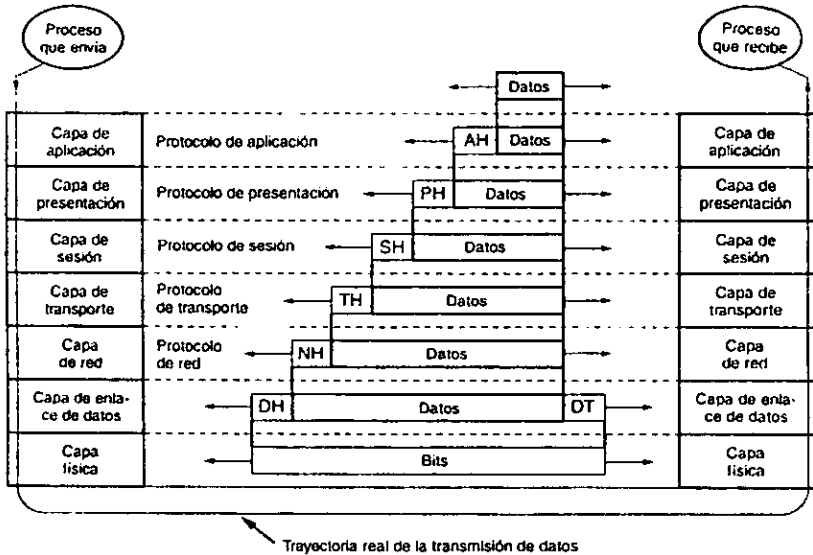 Proceso
que envía
Proceso
que recibe
Datos
Capa de
aplicación
Protocolo de aplicación
AH
Datos
Capa de
aplicación
Capa de
presentación
Protocolo de presentación
PH
Datos
Capa de
presentación
Capa de
sesión
Protocolo de sesión
SH
Datos
Capa de
sesión
Capa de
transporte
Protocolo
de transporte
TH
Datos
Capa de
transporte
Capa
de red
Protocolo
de red
NH
Datos
Capa
de red
Capa de enla-
ce de datos
DH
Datos
DT
Capa de enla-
ce de datos
Capa
física
Bits
Capa
física
Trayectoria real de la transmisión de datos